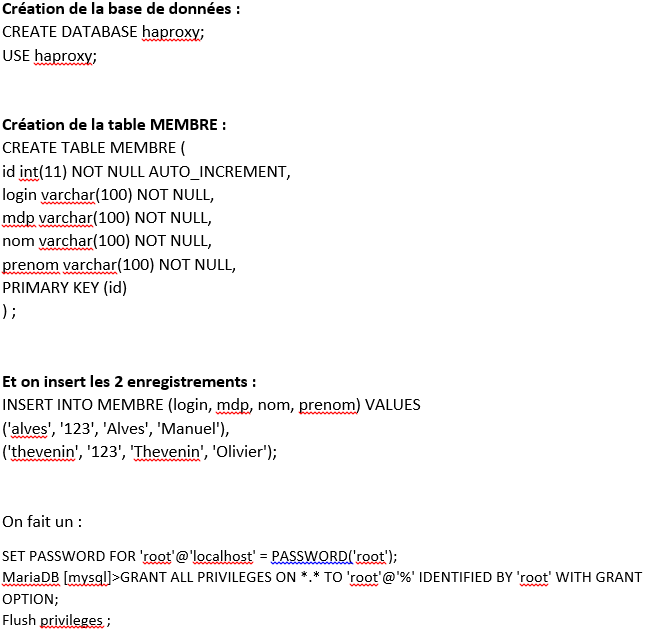 Création de la base de données :
CREATE DATABASE haproxy;
USE haproxy;
Création de la table MEMBRE :
CREATE TABLE MEMBRE (
id int(11) NOT NULL AUTO_INCREMENT,
login varchar(100) NOT NULL,
mdp varchar(100) NOT NULL,
nom varchar(100) NOT NULL,
prenom varchar(100) NOT NULL,
PRIMARY KEY (id)
) ;
Et on insert les 2 enregistrements :
INSERT INTO MEMBRE (login, mdp, nom, prenom) VALUES
('alves', '123', 'Alves', 'Manuel'),
('thevenin', '123', 'Thevenin', 'Olivier');
On fait un :
SET PASSWORD FOR 'root'@'localhost' = PASSWORD('root');
MariaDB [mysql]>GRANT ALL PRIVILEGES ON *.* TO 'root'@'%' IDENTIFIED BY 'root' WITH GRANT
OPTION;
Flush privileges ;